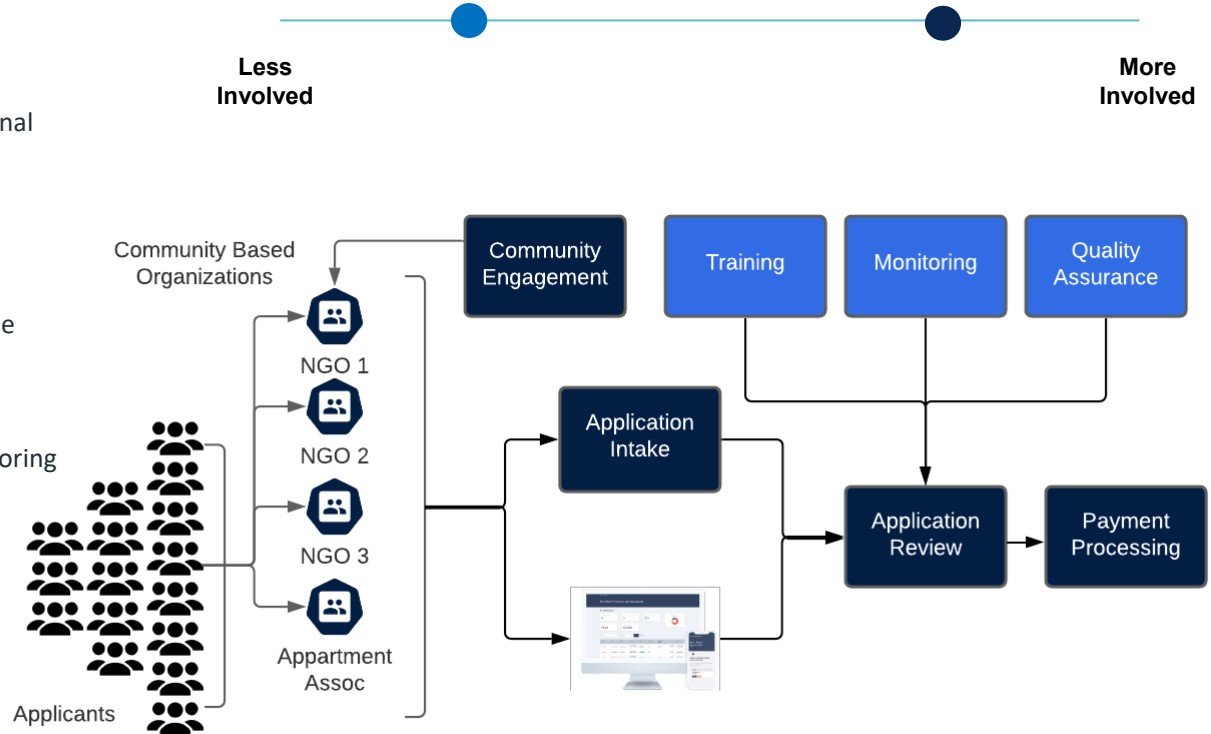 Less
Involved
More
Involved
nal
Community Based
Organizations
Community
Engagement
Training
Monitoring
Quality
Assurance
e
NGO 1
Application
Intake
NGO 2
oring
Application
Review
Payment
Processing
NGO 3
Appartment
Assoc
Applicants